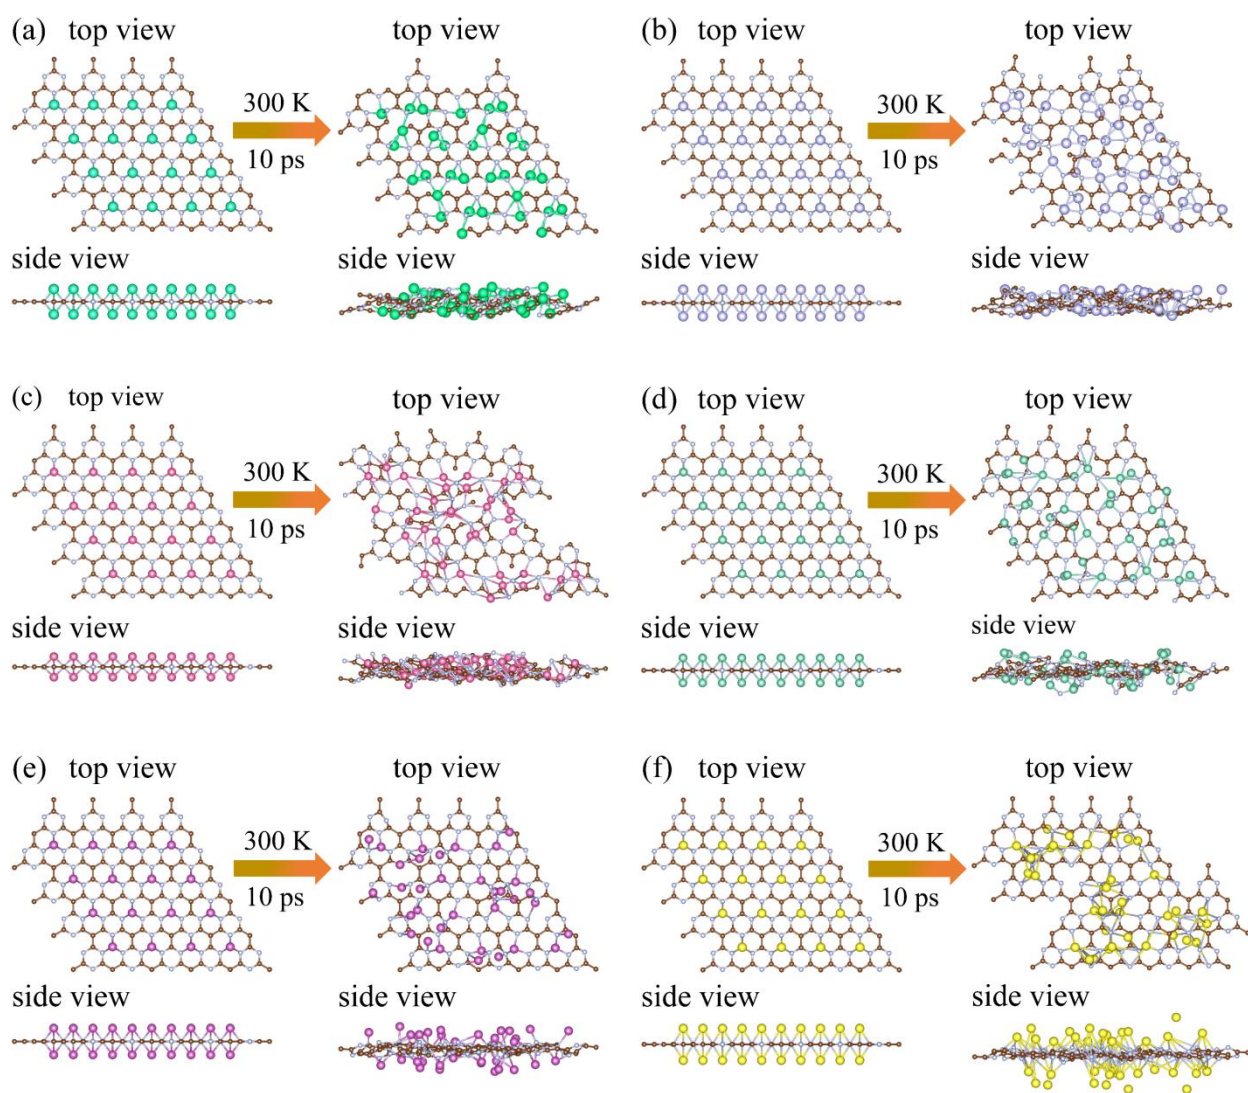 (a) top view
top view
300 K
10 ps
side view
side view
(b) top view
top view
300 K
10 ps
side view
side view
(c) top view
top view
300 K
10 ps
side view
side view
(d) top view
top view
300 K
10 ps
side view
side view
(e) top view
top view
300 K
10 ps
side view
side view
(f) top view
top view
300 K
10 ps
side view
side view